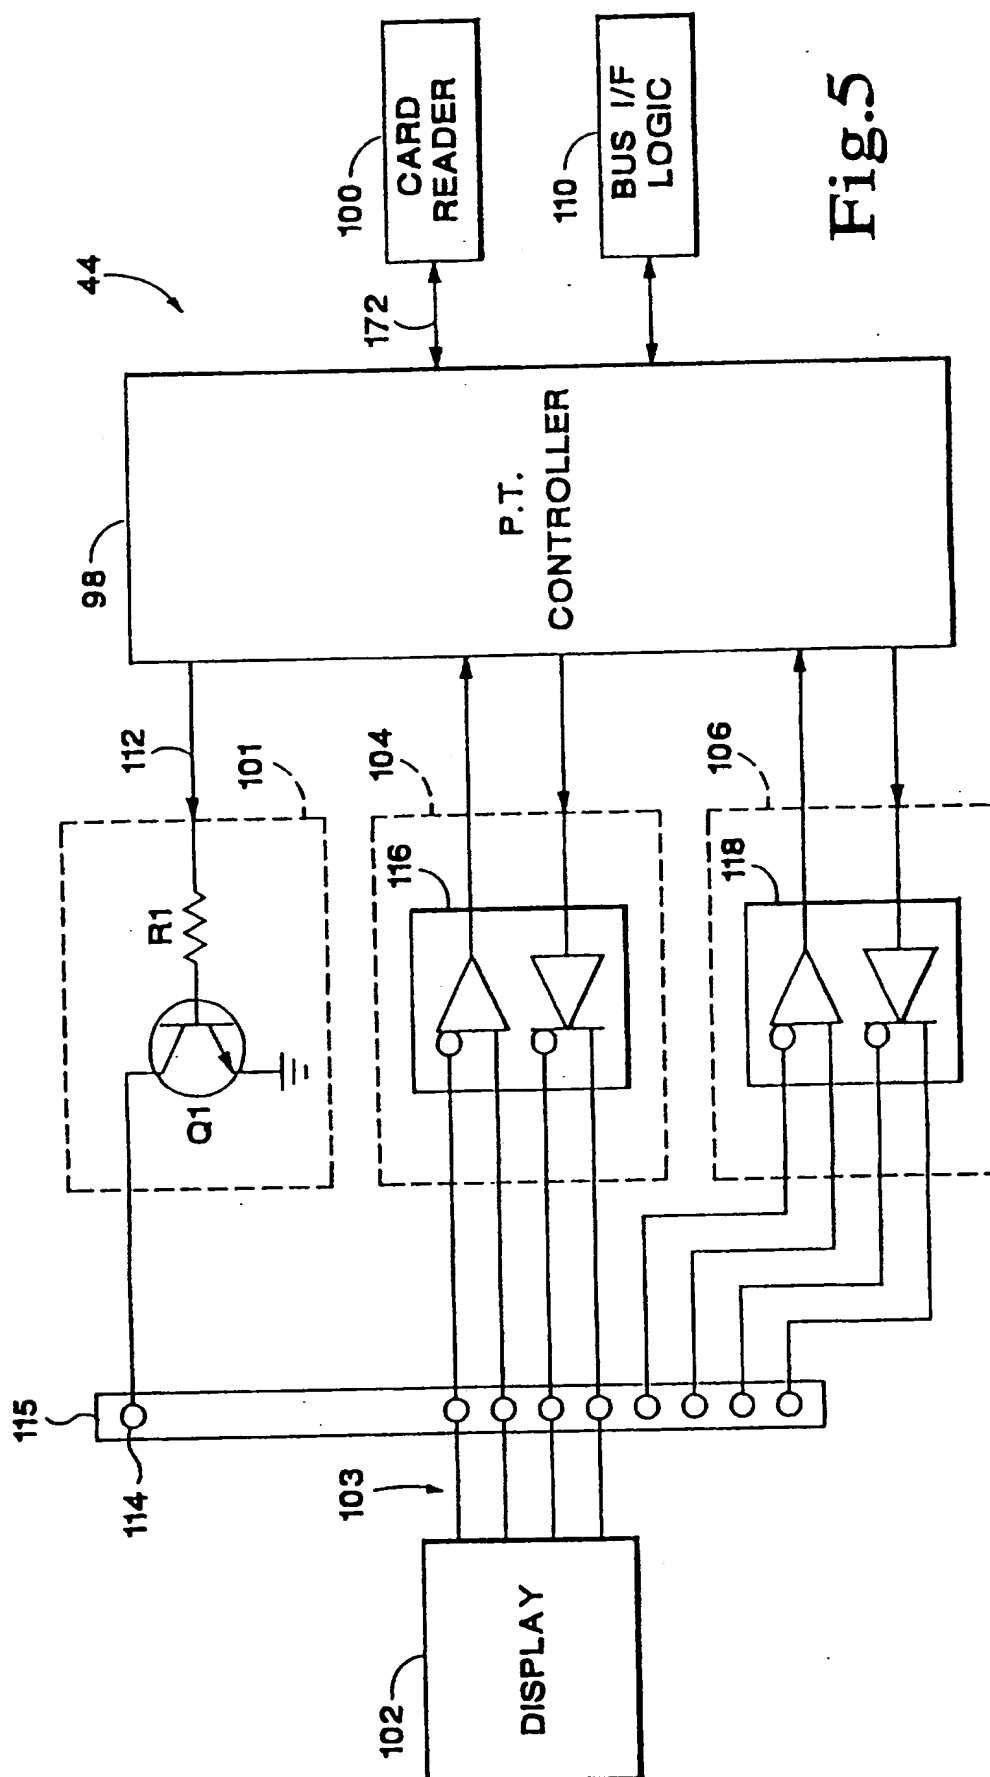 44
100
CARD
READER
172
110
BUS I/F
LOGIC
98
P.T.
CONTROLLER
112
101
R1
Q1
104
116
106
118
115
114
103
102
DISPLAY
Fig.5